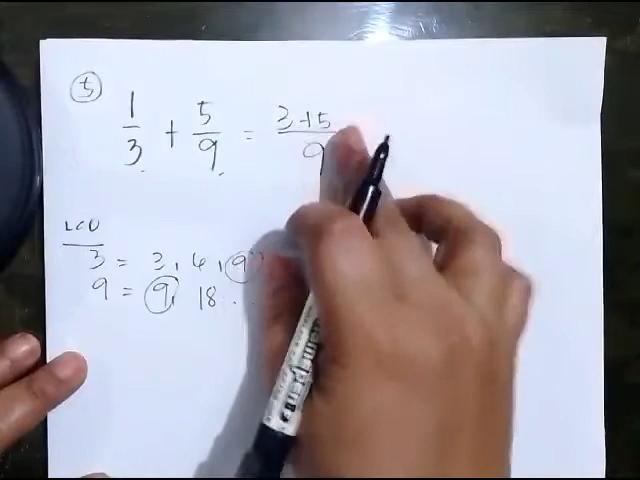 5
1/3 + 5/9 = 3+5/9
LCD
3 = 3, 6, 9
9 = 9, 18 ..